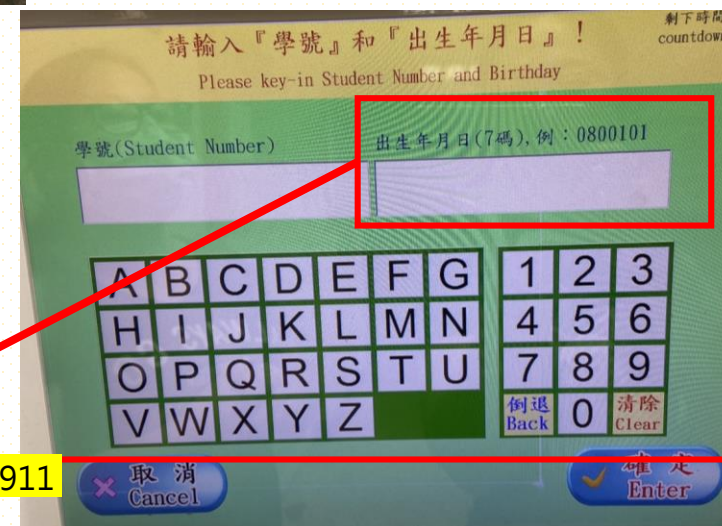 請輸入『學號』和『出生年月日』!
剩下時間
countdown
Please key-in Student Number and Birthday
學號(Student Number)
出生年月日(7碼),例:0800101
A B C D E F G 1 2 3
H I J K L M N 4 5 6
O P Q R S T U 7 8 9
V W X Y Z 倒退 Back 0 清除 Clear
911
取消
Cancel
確定
Enter